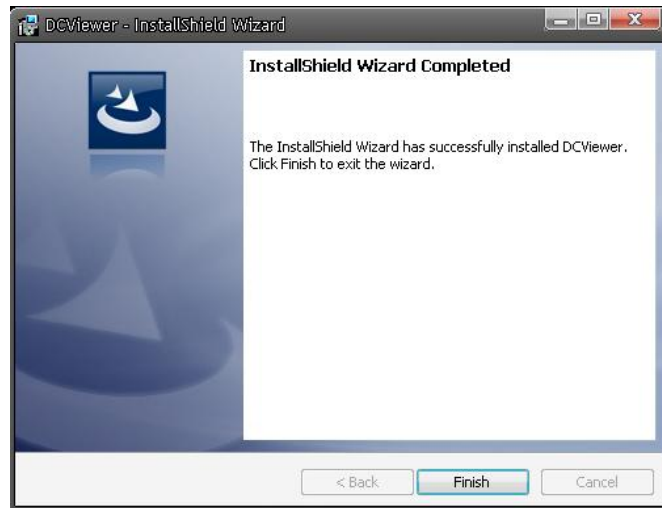 DCViewer - InstallShield Wizard
InstallShield Wizard Completed
The InstallShield Wizard has successfully installed DCViewer.
Click Finish to exit the wizard.
< Back
Finish
Cancel